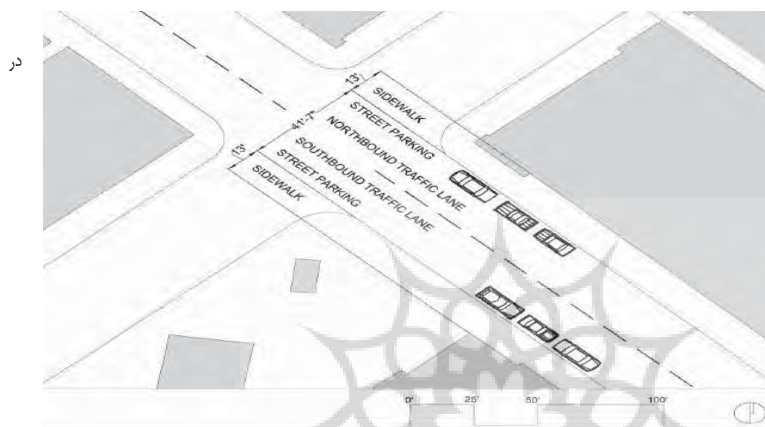 در
13'
41'-7"
13'
SIDEWALK
STREET PARKING
NORTHBOUND TRAFFIC LANE
SOUTHBOUND TRAFFIC LANE
STREET PARKING
SIDEWALK
0' 25' 50' 100'